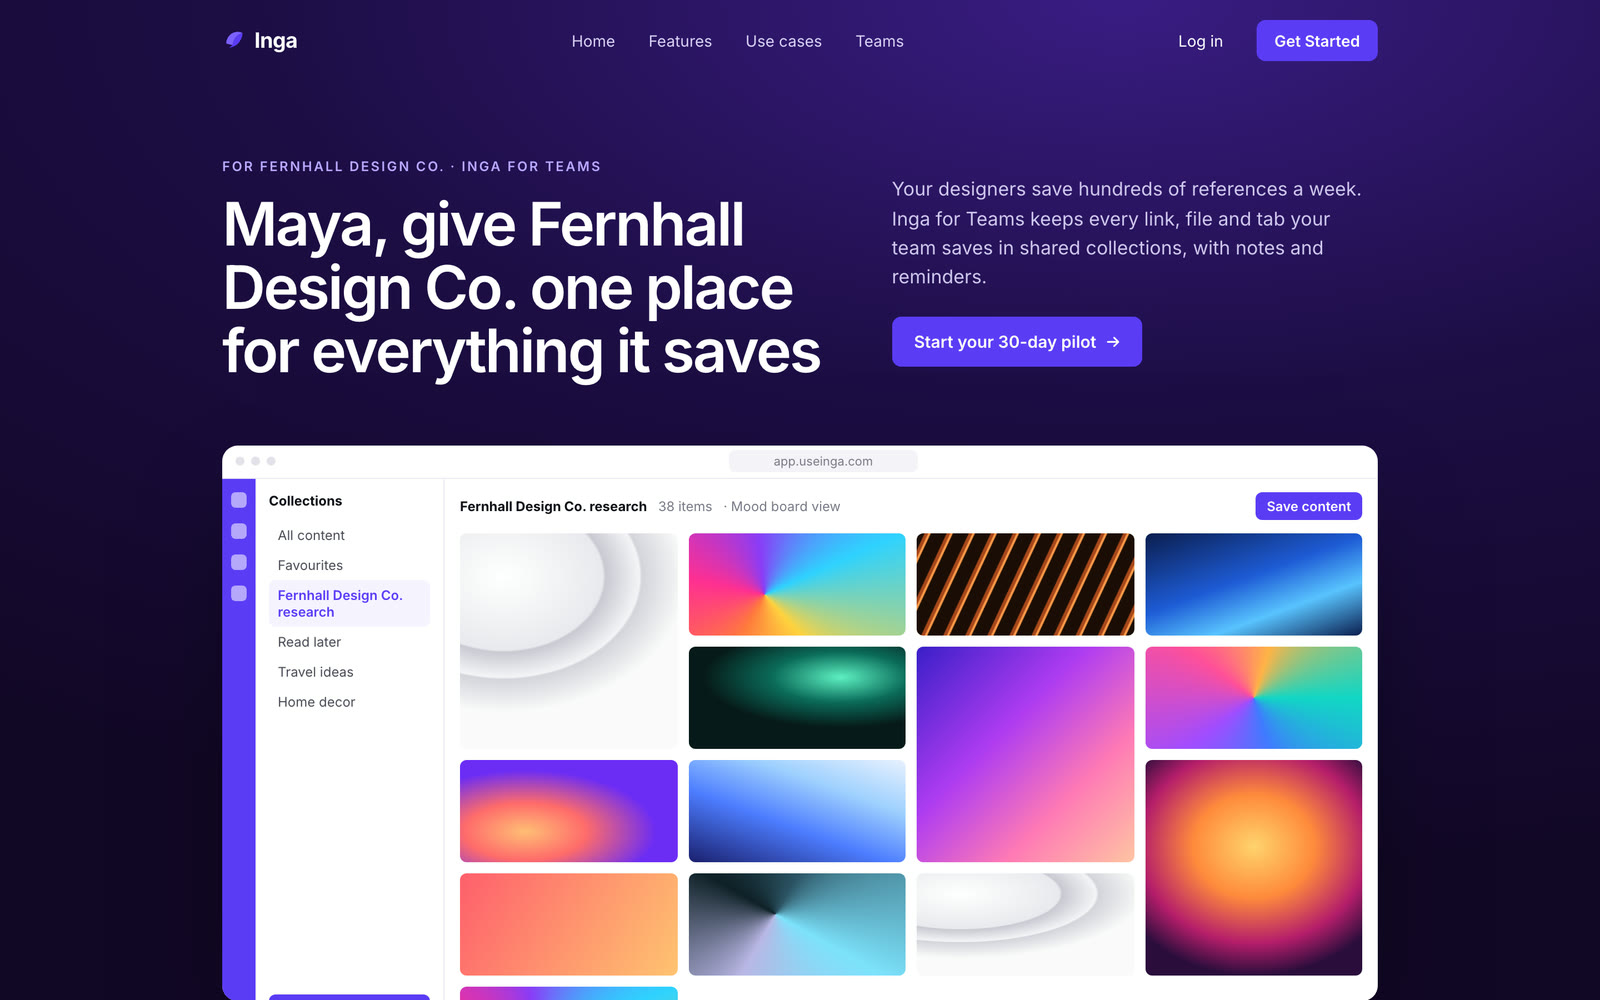 Inga
Home Features Use cases Teams
Log in
Get Started
FOR FERNHALL DESIGN CO. · INGA FOR TEAMS
Maya, give Fernhall
Design Co. one place
for everything it saves
Your designers save hundreds of references a week.
Inga for Teams keeps every link, file and tab your
team saves in shared collections, with notes and
reminders.
Start your 30-day pilot →
app.useinga.com
Collections
All content
Favourites
Fernhall Design Co.
research
Read later
Travel ideas
Home decor
Fernhall Design Co. research 38 items · Mood board view
Save content